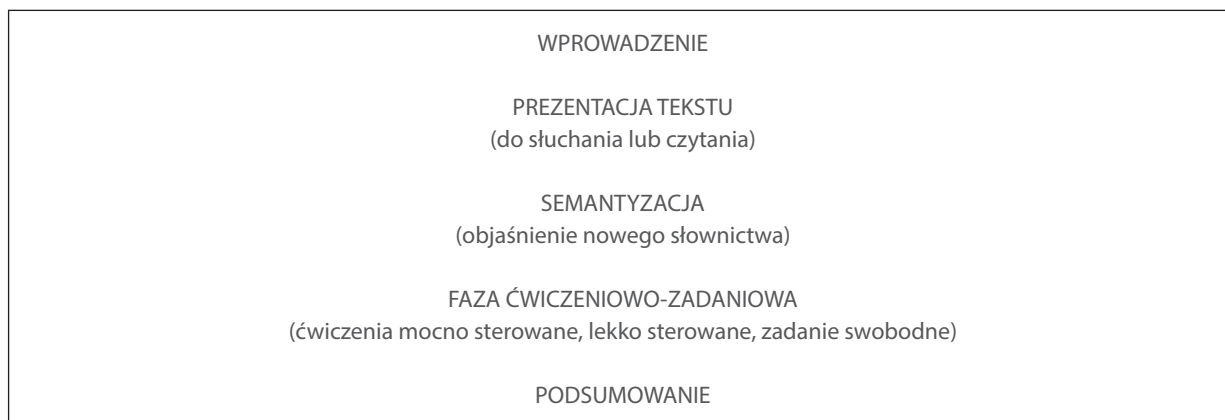 WPROWADZENIE
PREZENTACJA TEKSTU
(do słuchania lub czytania)
SEMANTYZACJA
(objaśnienie nowego słownictwa)
FAZA ĆWICZENIOWO-ZADANIOWA
(ćwiczenia mocno sterowane, lekko sterowane, zadanie swobodne)
PODSUMOWANIE